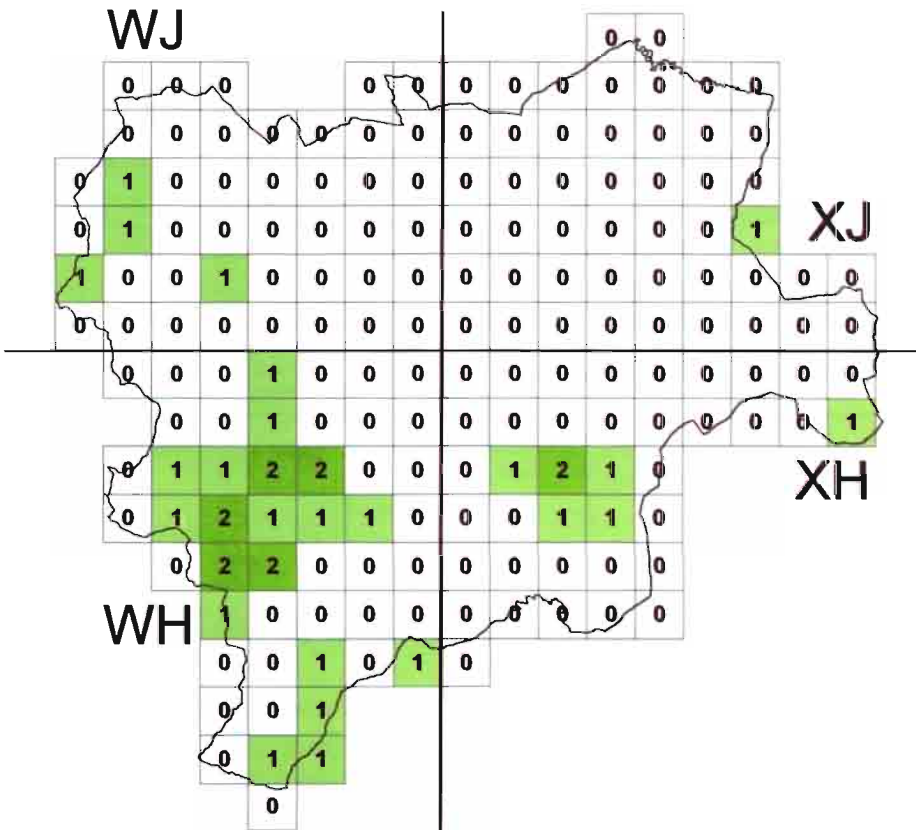 WJ
0 0
0 0 0 0 0 0 0 0 0 0 0 0
0 0 0 0 0 0 0 0 0 0 0 0 0 0
0 1 0 0 0 0 0 0 0 0 0 0 0 0 0
0 1 0 0 0 0 0 0 0 0 0 0 0 0 1 XJ
1 0 0 1 0 0 0 0 0 0 0 0 0 0 0 0 0
0 0 0 0 0 0 0 0 0 0 0 0 0 0 0 0 0
0 0 0 1 0 0 0 0 0 0 0 0 0 0 0 0
0 0 1 0 0 0 0 0 0 0 0 0 0 0 1
0 1 1 2 2 0 0 0 1 2 1 0 XH
0 1 2 1 1 1 0 0 0 1 1 0
0 2 2 0 0 0 0 0 0 0 0
WH 1 0 0 0 0 0 0 0 0 0
0 0 1 0 1 0
0 0 1
0 1 1
0